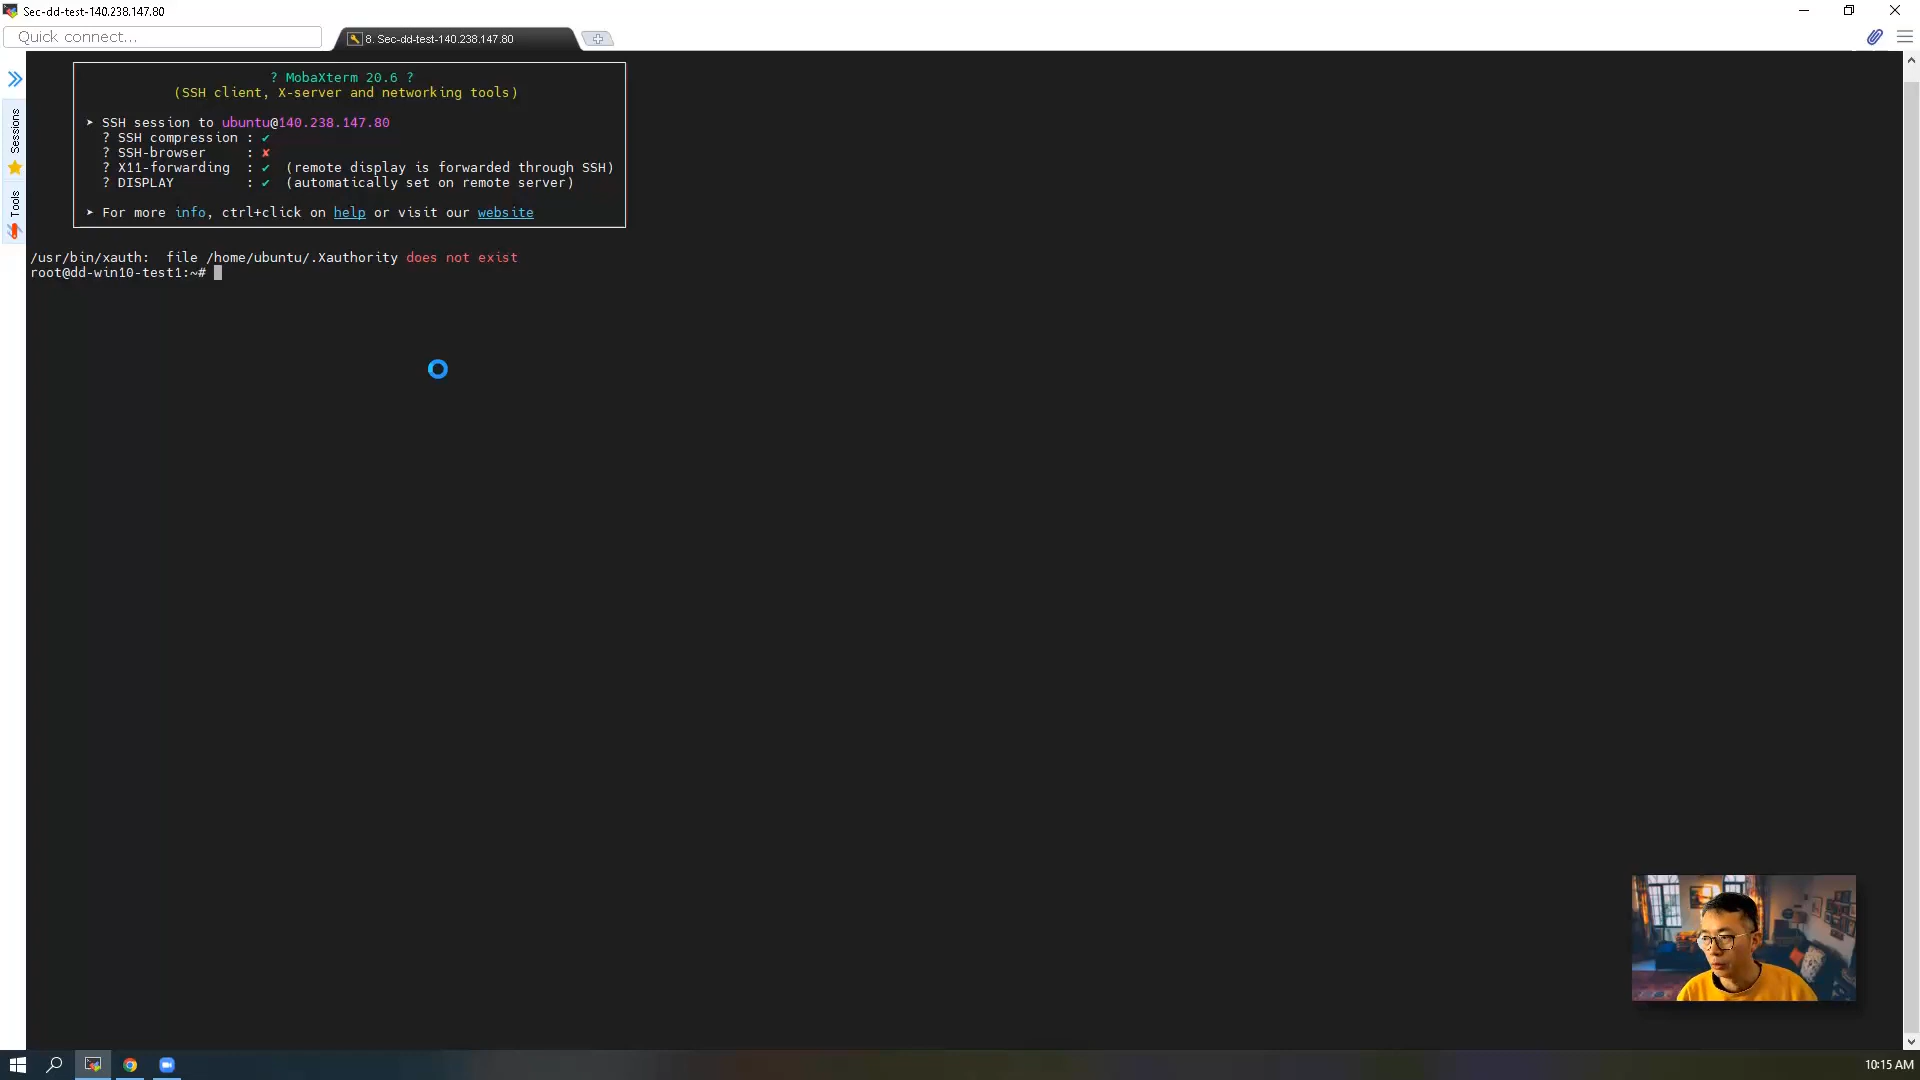 Sec-dd-test-140.238.147.80
Quick connect...
8. Sec-dd-test-140.238.147.80
Sessions
Tools
? MobaXterm 20.6 ?
(SSH client, X-server and networking tools)
➤ SSH session to ubuntu@140.238.147.80
? SSH compression : ✔
? SSH-browser : ✘
? X11-forwarding : ✔ (remote display is forwarded through SSH)
? DISPLAY : ✔ (automatically set on remote server)
➤ For more info, ctrl+click on help or visit our website
/usr/bin/xauth: file /home/ubuntu/.Xauthority does not exist
root@dd-win10-test1:~#
10:15 AM